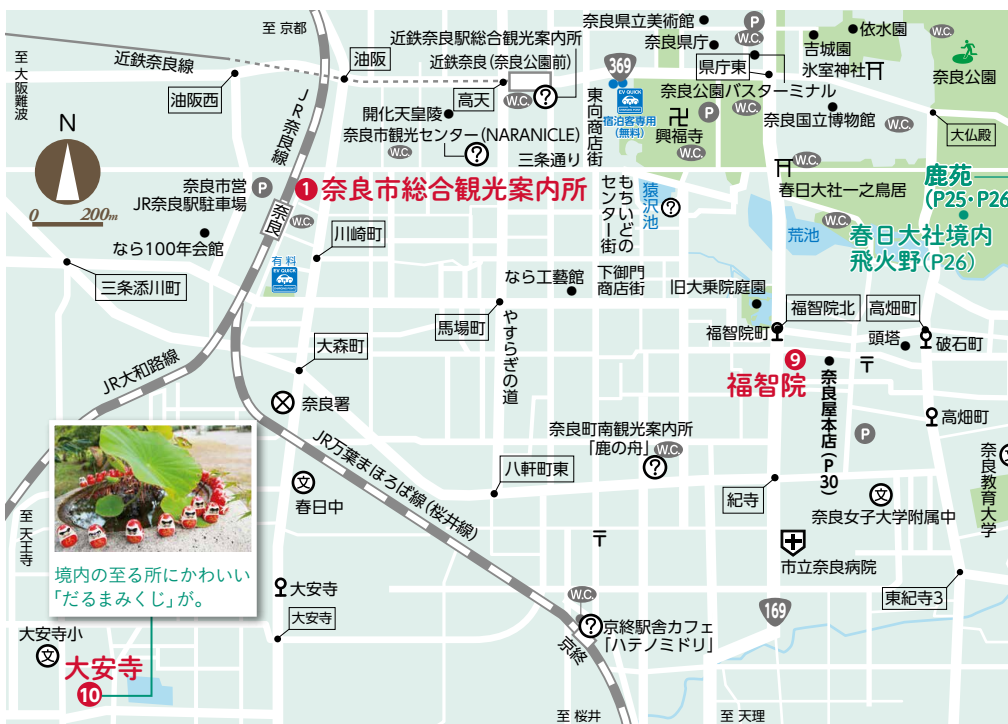 至 京都
近鉄奈良線
至 大阪難波
油阪西
油阪
JR奈良線
近鉄奈良駅総合観光案内所
近鉄奈良(奈良公園前)
高天
W.C.
?
開化天皇陵
奈良市観光センター(NARANICLE)
W.C.
?
三条通り
東向商店街
369
EV QUICK
宿泊客専用
(無料)
奈良県立美術館
P
W.C.
奈良県庁
県庁東
奈良公園バスターミナル
興福寺
P
W.C.
W.C.
吉城園
依水園
W.C.
氷室神社
奈良公園
奈良国立博物館
大仏殿
W.C.
春日大社一之鳥居
鹿苑
(P25・P26
春日大社境内
飛火野(P26)
W.C.
荒池
N
0 200m
奈良市営
JR奈良駅駐車場
P
1 奈良市総合観光案内所
奈良
W.C.
なら100年会館
川崎町
有料
EV QUICK
三条添川町
もちいどの
センター街
猿沢池
?
なら工藝館
下御門
商店街
旧大乗院庭園
馬場町
やすらぎの道
福智院北
福智院町
高畑町
頭塔
破石町
大森町
JR大和路線
奈良署
9
福智院
奈良屋本店(P30)
〒
P
高畑町
奈良町南観光案内所
「鹿の舟」
W.C.
?
JR万葉まほろば線(桜井線)
八軒町東
紀寺
文
奈良女子大学附属中
文
奈良教育大学
文
春日中
至 天王寺
境内の至る所にかわいい
「だるまみくじ」が。
〒
市立奈良病院
東紀寺3
大安寺
大安寺
W.C.
?
京終駅舎カフェ
「ハテノミドリ」
京終
169
大安寺小
文
大安寺
10
至 桜井
至 天理